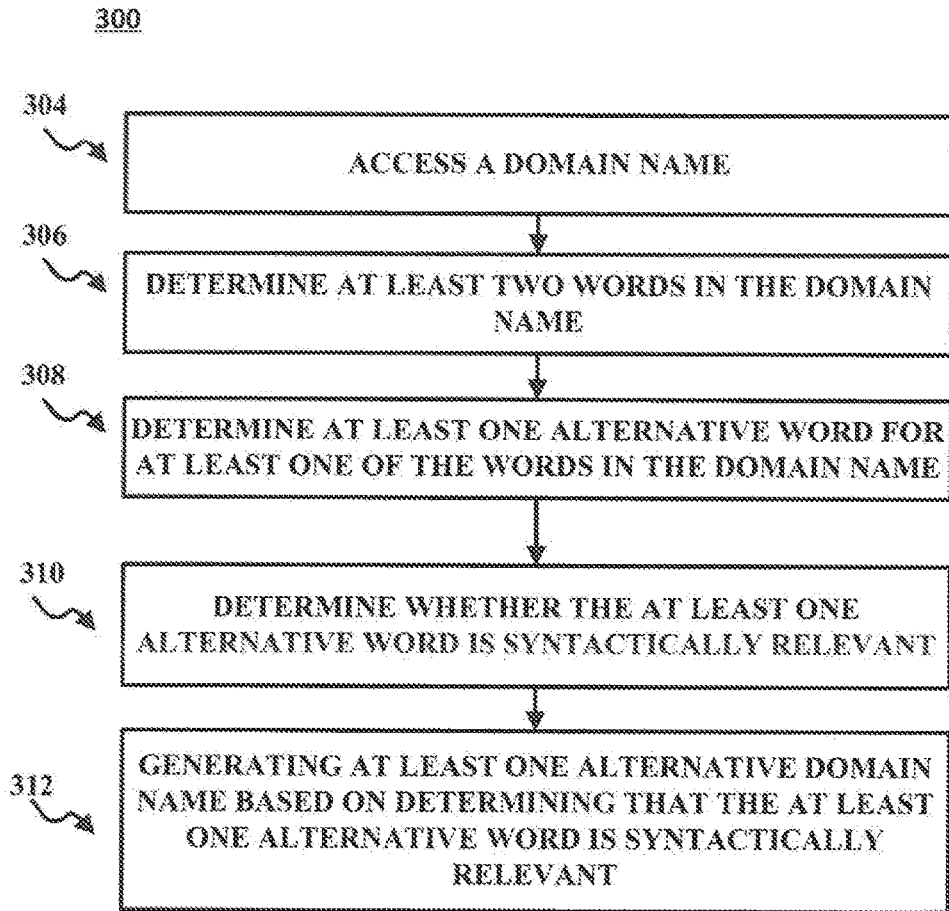 300
304
ACCESS A DOMAIN NAME
306
DETERMINE AT LEAST TWO WORDS IN THE DOMAIN
NAME
308
DETERMINE AT LEAST ONE ALTERNATIVE WORD FOR
AT LEAST ONE OF THE WORDS IN THE DOMAIN NAME
310
DETERMINE WHETHER THE AT LEAST ONE
ALTERNATIVE WORD IS SYNTACTICALLY RELEVANT
312
GENERATING AT LEAST ONE ALTERNATIVE DOMAIN
NAME BASED ON DETERMINING THAT THE AT LEAST
ONE ALTERNATIVE WORD IS SYNTACTICALLY
RELEVANT